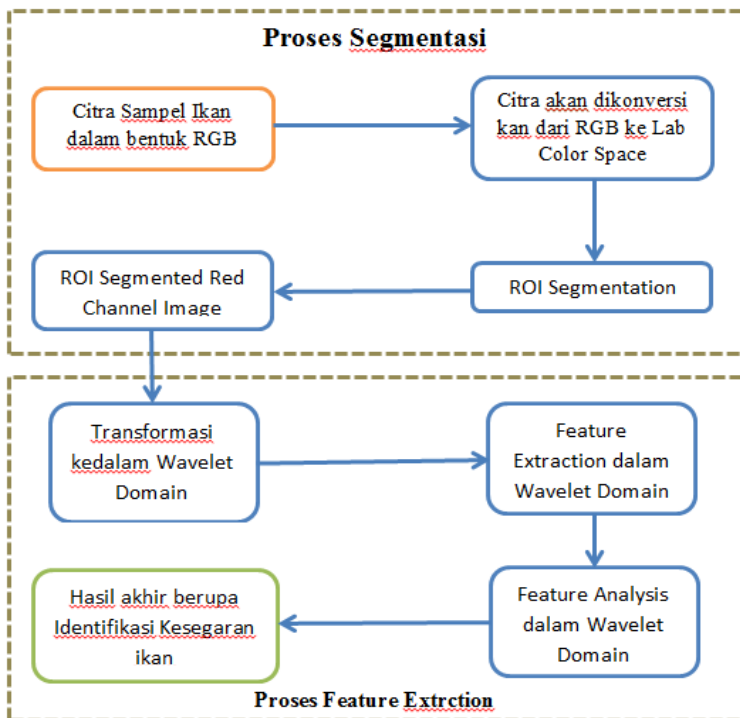 Proses Segmentasi
Citra Sampel Ikan
dalam bentuk RGB
Citra akan dikonversi
kan dari RGB ke Lab
Color Space
ROI Segmentation
ROI Segmented Red
Channel Image
Transformasi
kedalam Wavelet
Domain
Feature
Extraction dalam
Wavelet Domain
Feature Analysis
dalam Wavelet
Domain
Hasil akhir berupa
Identifikasi Kesegaran
ikan
Proses Feature Extrction